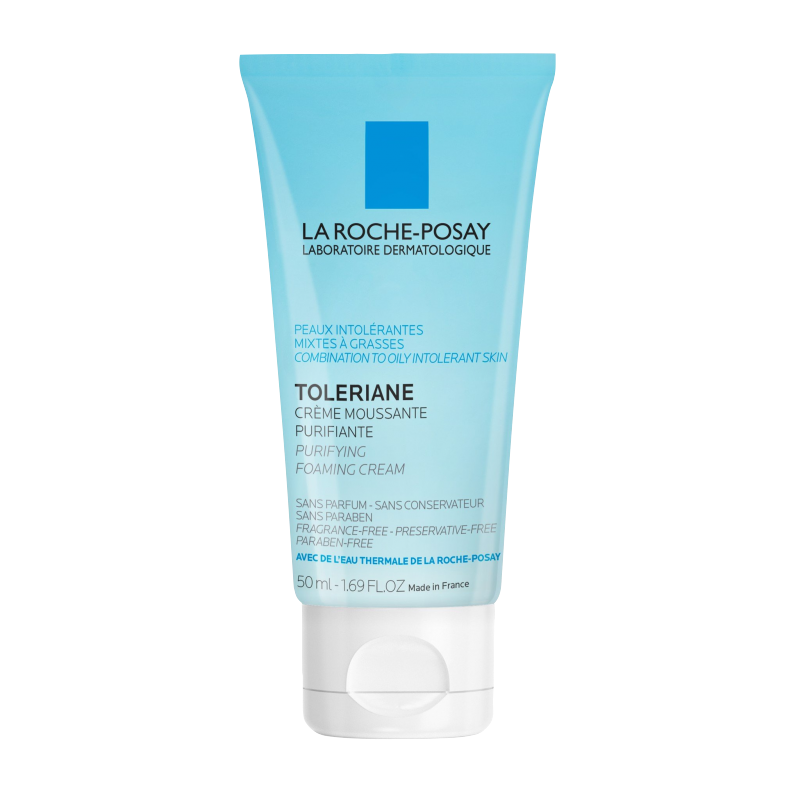 LA ROCHE-POSAY
LABORATOIRE DERMATOLOGIQUE
PEAUX INTOLÉRANTES
MIXTES À GRASSES
COMBINATION TO OILY INTOLERANT SKIN
TOLERIANE
CRÈME MOUSSANTE
PURIFIANTE
PURIFYING
FOAMING CREAM
SANS PARFUM - SANS CONSERVATEUR
SANS PARABEN
FRAGRANCE-FREE - PRESERVATIVE-FREE
PARABEN-FREE
AVEC DE L'EAU THERMALE DE LA ROCHE-POSAY
50 ml - 1.69 FL.OZ Made in France